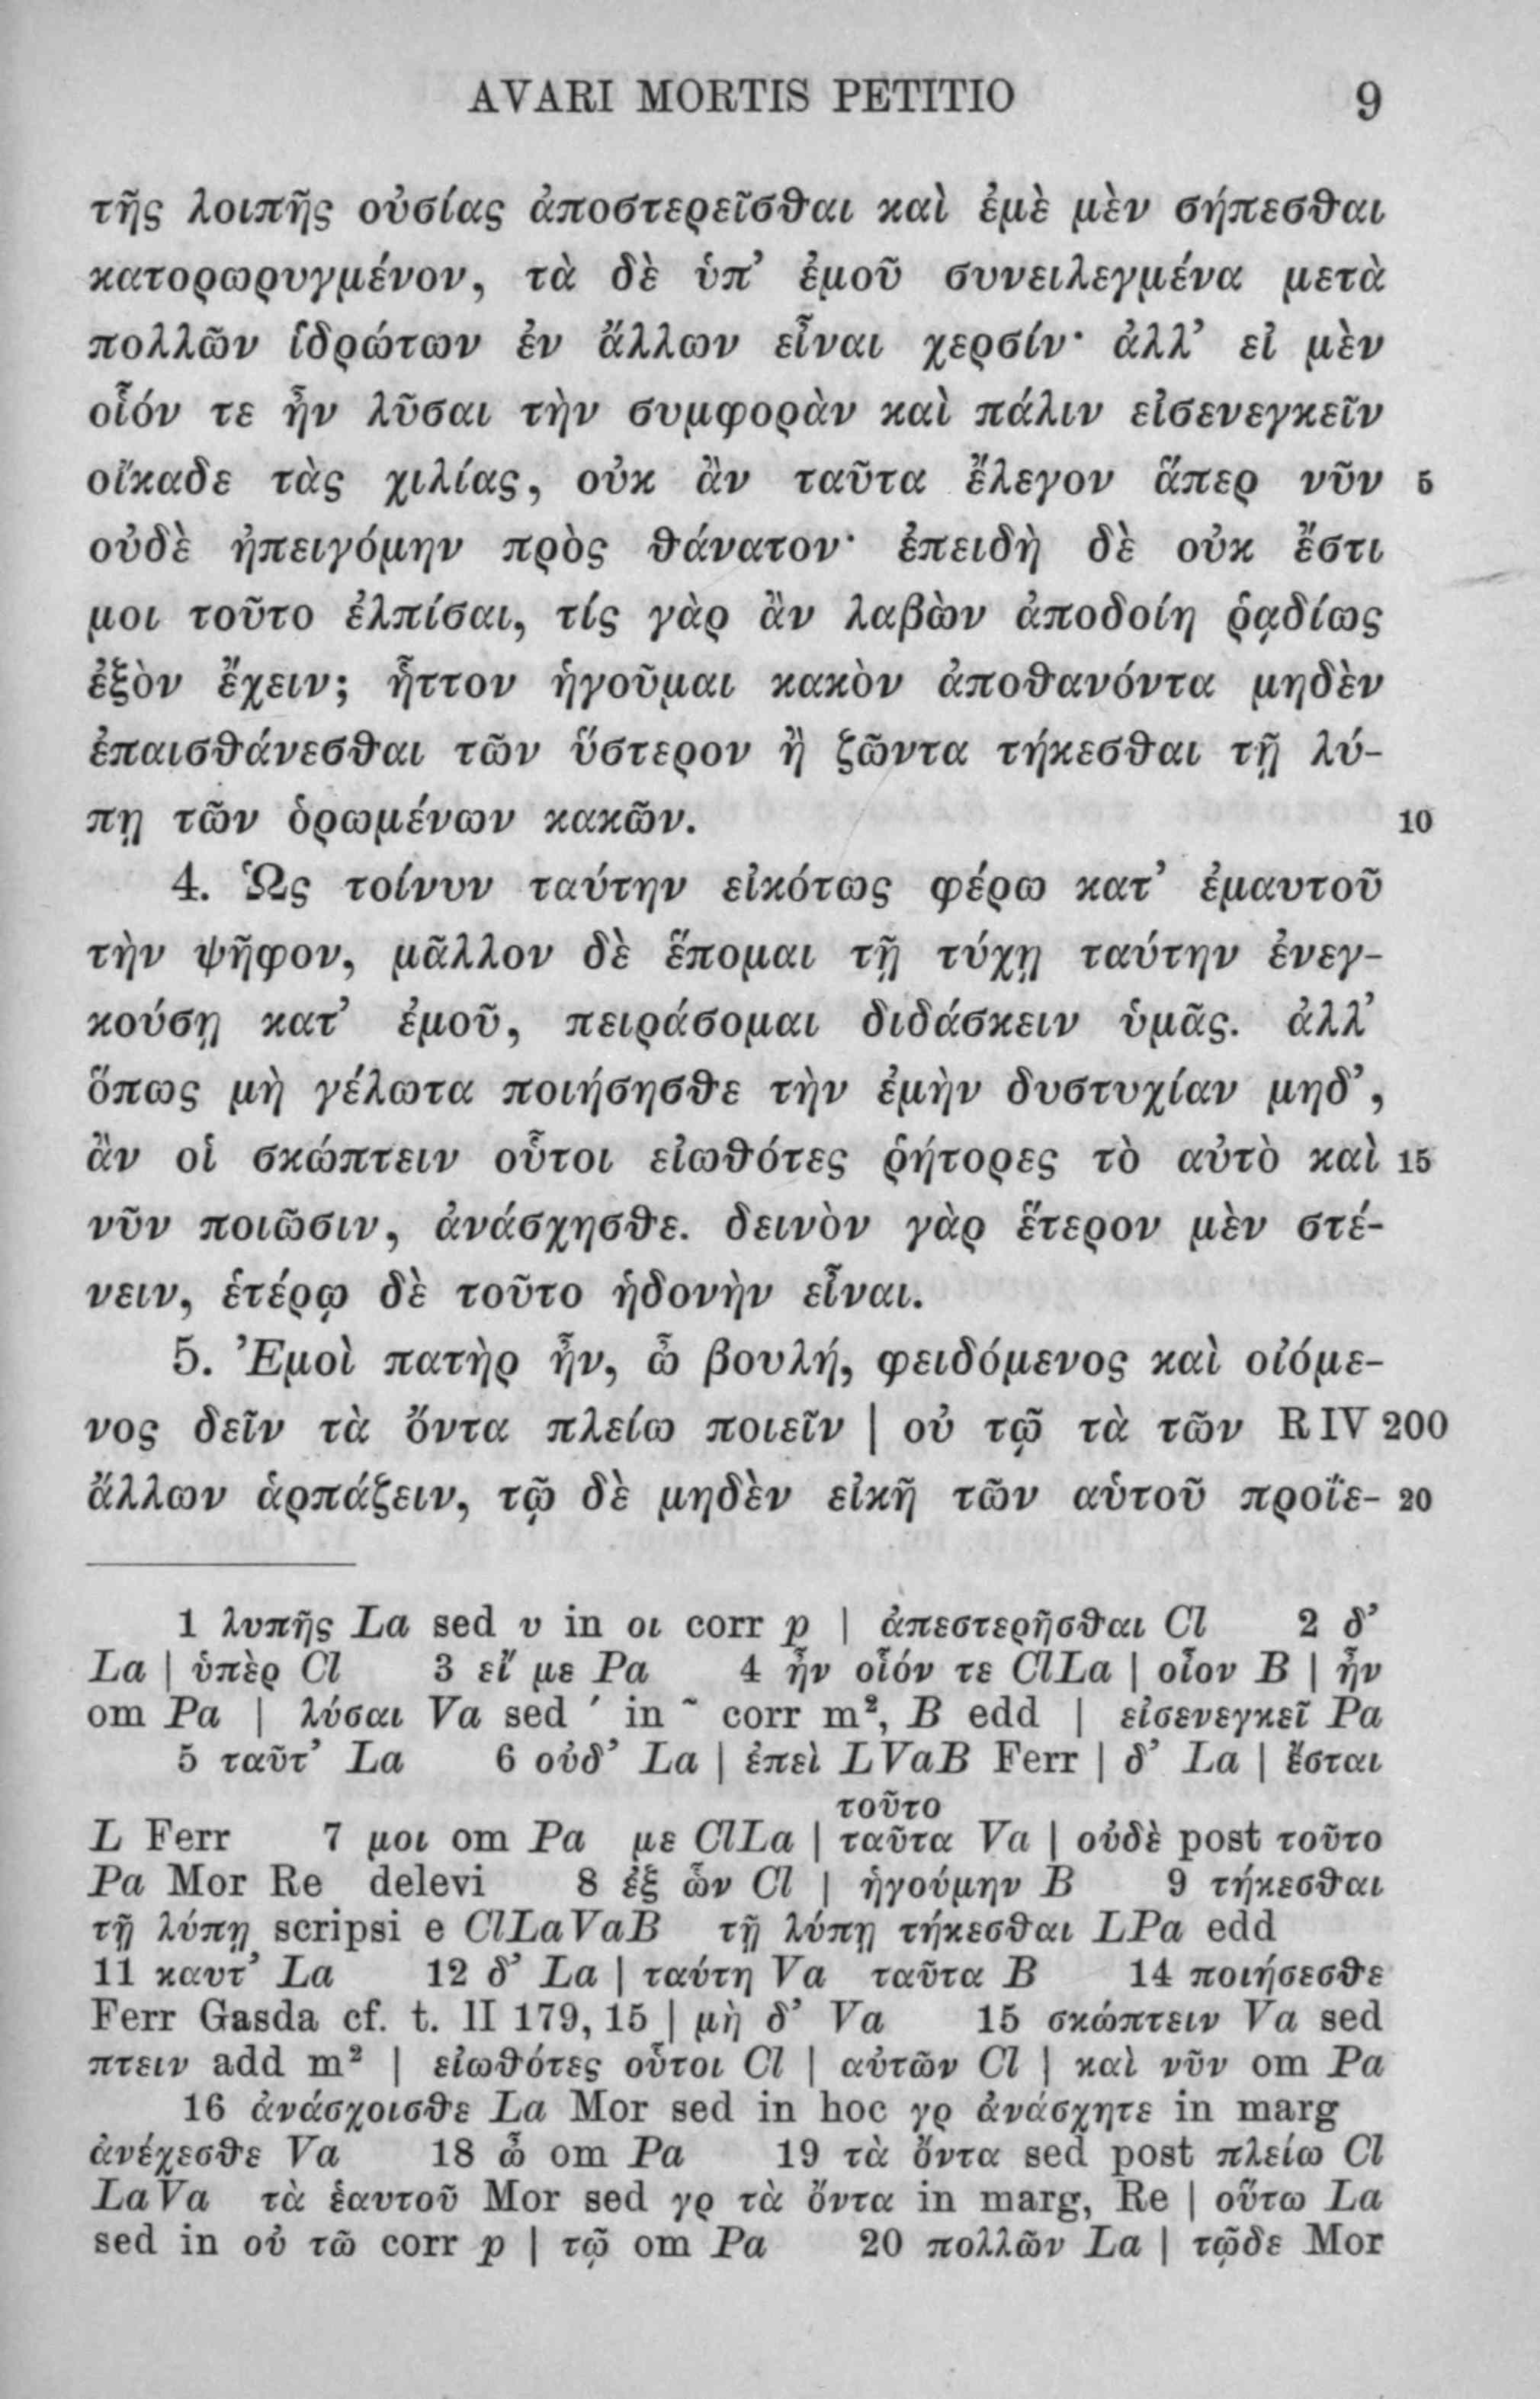 AVARI MORTIS PETITIO 9
τῆς λοιπῆς οὐσίας ἀποστερεῖσθαι καὶ ἐμὲ μὲν σήπεσθαι
κατορωρυγμένον, τὰ δὲ ὑπ’ ἐμοῦ συνειλεγμένα μετὰ
πολλῶν ἱδρώτων ἐν ἄλλων εἶναι χερσίν· ἀλλ’ εἰ μὲν
οἷόν τε ἦν λῦσαι τὴν συμφορὰν καὶ πάλιν εἰσενεγκεῖν
οἴκαδε τὰς χιλίας, οὐκ ἂν ταῦτα ἔλεγον ἅπερ νῦν 5
οὐδὲ ἠπειγόμην πρὸς θάνατον· ἐπειδὴ δὲ οὐκ ἔστι
μοι τοῦτο ἐλπίσαι, τίς γὰρ ἂν λαβὼν ἀποδοίη ῥᾳδίως
ἐξὸν ἔχειν; ἧττον ἡγοῦμαι κακὸν ἀποθανόντα μηδὲν
ἐπαισθάνεσθαι τῶν ὕστερον ἢ ζῶντα τήκεσθαι τῇ λύ-
πῃ τῶν ὁρωμένων κακῶν. 10
4. Ὡς τοίνυν ταύτην εἰκότως φέρω κατ’ ἐμαυτοῦ
τὴν ψῆφον, μᾶλλον δὲ ἕπομαι τῇ τύχῃ ταύτην ἐνεγ-
κούσῃ κατ’ ἐμοῦ, πειράσομαι διδάσκειν ὑμᾶς. ἀλλ’
ὅπως μὴ γέλωτα ποιήσησθε τὴν ἐμὴν δυστυχίαν μηδ’,
ἂν οἱ σκώπτειν οὗτοι εἰωθότες ῥήτορες τὸ αὐτὸ καὶ 15
νῦν ποιῶσιν, ἀνάσχησθε. δεινὸν γὰρ ἕτερον μὲν στέ-
νειν, ἑτέρῳ δὲ τοῦτο ἡδονὴν εἶναι.
5. Ἐμοὶ πατὴρ ἦν, ὦ βουλή, φειδόμενος καὶ οἰόμε-
νος δεῖν τὰ ὄντα πλείω ποιεῖν | οὐ τῷ τὰ τῶν R IV 200
ἄλλων ἁρπάζειν, τῷ δὲ μηδὲν εἰκῆ τῶν αὑτοῦ προΐε- 20
1 λυπῆς La sed υ in οι corr p | ἀπεστερῆσθαι Cl 2 δ’
La | ὑπὲρ Cl 3 εἴ με Pa 4 ἦν οἷόν τε ClLa | οἷον B | ἦν
om Pa | λύσαι Va sed ´ in ῀ corr m², B edd | εἰσενεγκεῖ Pa
5 ταῦτ’ La 6 οὐδ’ La | ἐπεὶ LVaB Ferr | δ’ La | ἔσται
τοῦτο
L Ferr 7 μοι om Pa με ClLa | ταῦτα Va | οὐδὲ post τοῦτο
Pa Mor Re delevi 8 ἐξ ὧν Cl | ἡγούμην B 9 τήκεσθαι
τῇ λύπῃ scripsi e ClLaVaB τῇ λύπῃ τήκεσθαι LPa edd
11 καυτ’ La 12 δ’ La | ταύτη Va ταῦτα B 14 ποιήσεσθε
Ferr Gasda cf. t. II 179, 15 | μὴ δ’ Va 15 σκώπτειν Va sed
πτειν add m² | εἰωθότες οὗτοι Cl | αὐτῶν Cl | καὶ νῦν om Pa
16 ἀνάσχοισθε La Mor sed in hoc γρ ἀνάσχητε in marg
ἀνέχεσθε Va 18 ὦ om Pa 19 τὰ ὄντα sed post πλείω Cl
LaVa τὰ ἑαυτοῦ Mor sed γρ τὰ ὄντα in marg, Re | οὕτω La
sed in οὐ τῶ corr p | τῷ om Pa 20 πολλῶν La | τῷδε Mor